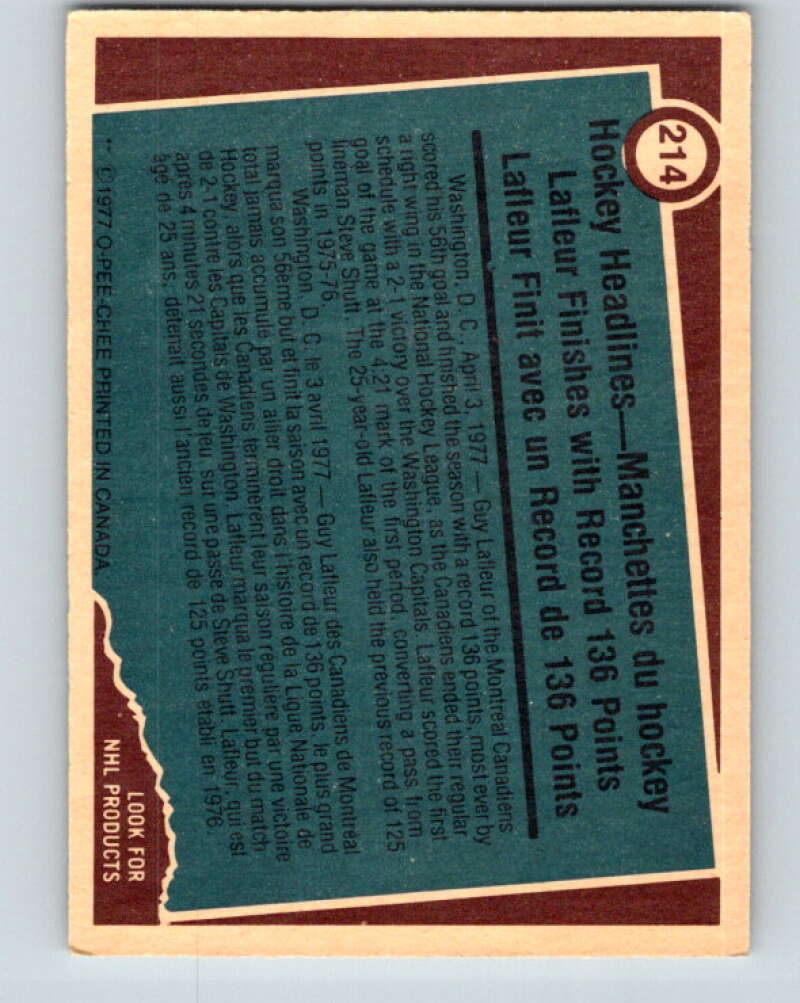 214
Hockey Headlines—Manchettes du hockey
Lafleur Finishes with Record 136 Points
Lafleur Finit avec un Record de 136 Points
Washington, D. C., April 3, 1977 — Guy Lafleur of the Montreal Canadiens
scored his 56th goal and finished the season with a record 136 points, most ever by
a right wing in the National Hockey League, as the Canadiens ended their regular
schedule with a 2-1 victory over the Washington Capitals. Lafleur scored the first
goal of the game at the 4:21 mark of the first period, converting a pass from
lineman Steve Shutt. The 25-year-old Lafleur also held the previous record of 125
points in 1975-76.
Washington, D. C. le 3 avril 1977 — Guy Lafleur des Canadiens de Montréal
marqua son 56ème but et finit la saison avec un record de 136 points, le plus grand
total jamais accumulé par un ailier droit dans l'histoire de la Ligue Nationale de
Hockey, alors que les Canadiens terminèrent leur saison régulière par une victoire
de 2-1 contre les Capitals de Washington. Lafleur marqua le premier but du match
après 4 minutes 21 secondes de jeu, sur une passe de Steve Shutt. Lafleur, qui est
âgé de 25 ans, détenait aussi l'ancien record de 125 points établi en 1976.
** © 1977 O-PEE-CHEE PRINTED IN CANADA.
LOOK FOR
NHL PRODUCTS